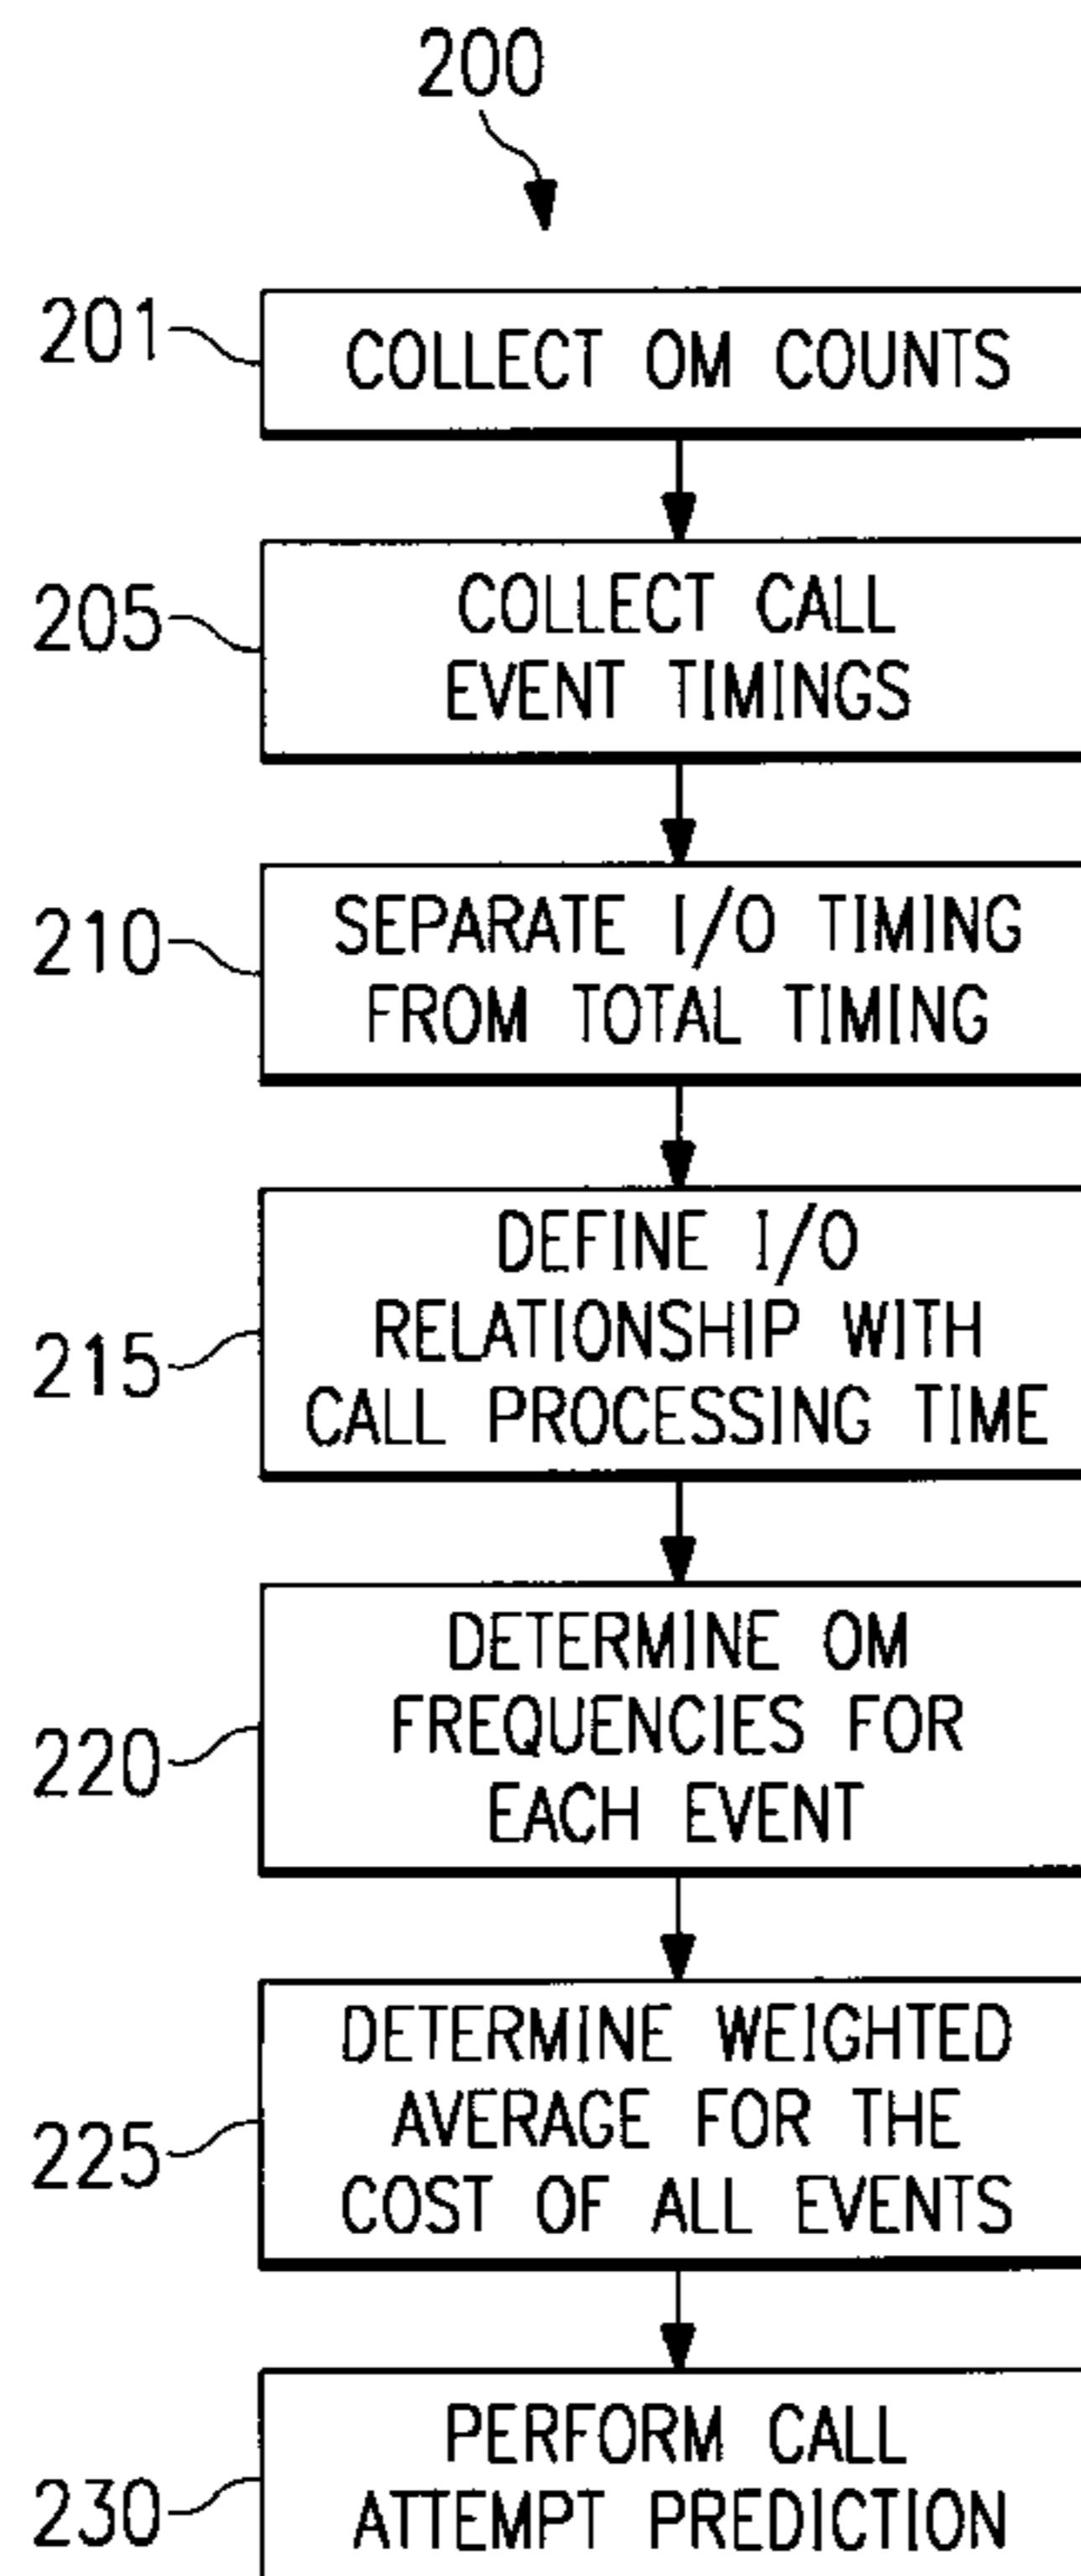 200
201
COLLECT OM COUNTS
205
COLLECT CALL
EVENT TIMINGS
210
SEPARATE I/O TIMING
FROM TOTAL TIMING
215
DEFINE I/O
RELATIONSHIP WITH
CALL PROCESSING TIME
220
DETERMINE OM
FREQUENCIES FOR
EACH EVENT
225
DETERMINE WEIGHTED
AVERAGE FOR THE
COST OF ALL EVENTS
230
PERFORM CALL
ATTEMPT PREDICTION